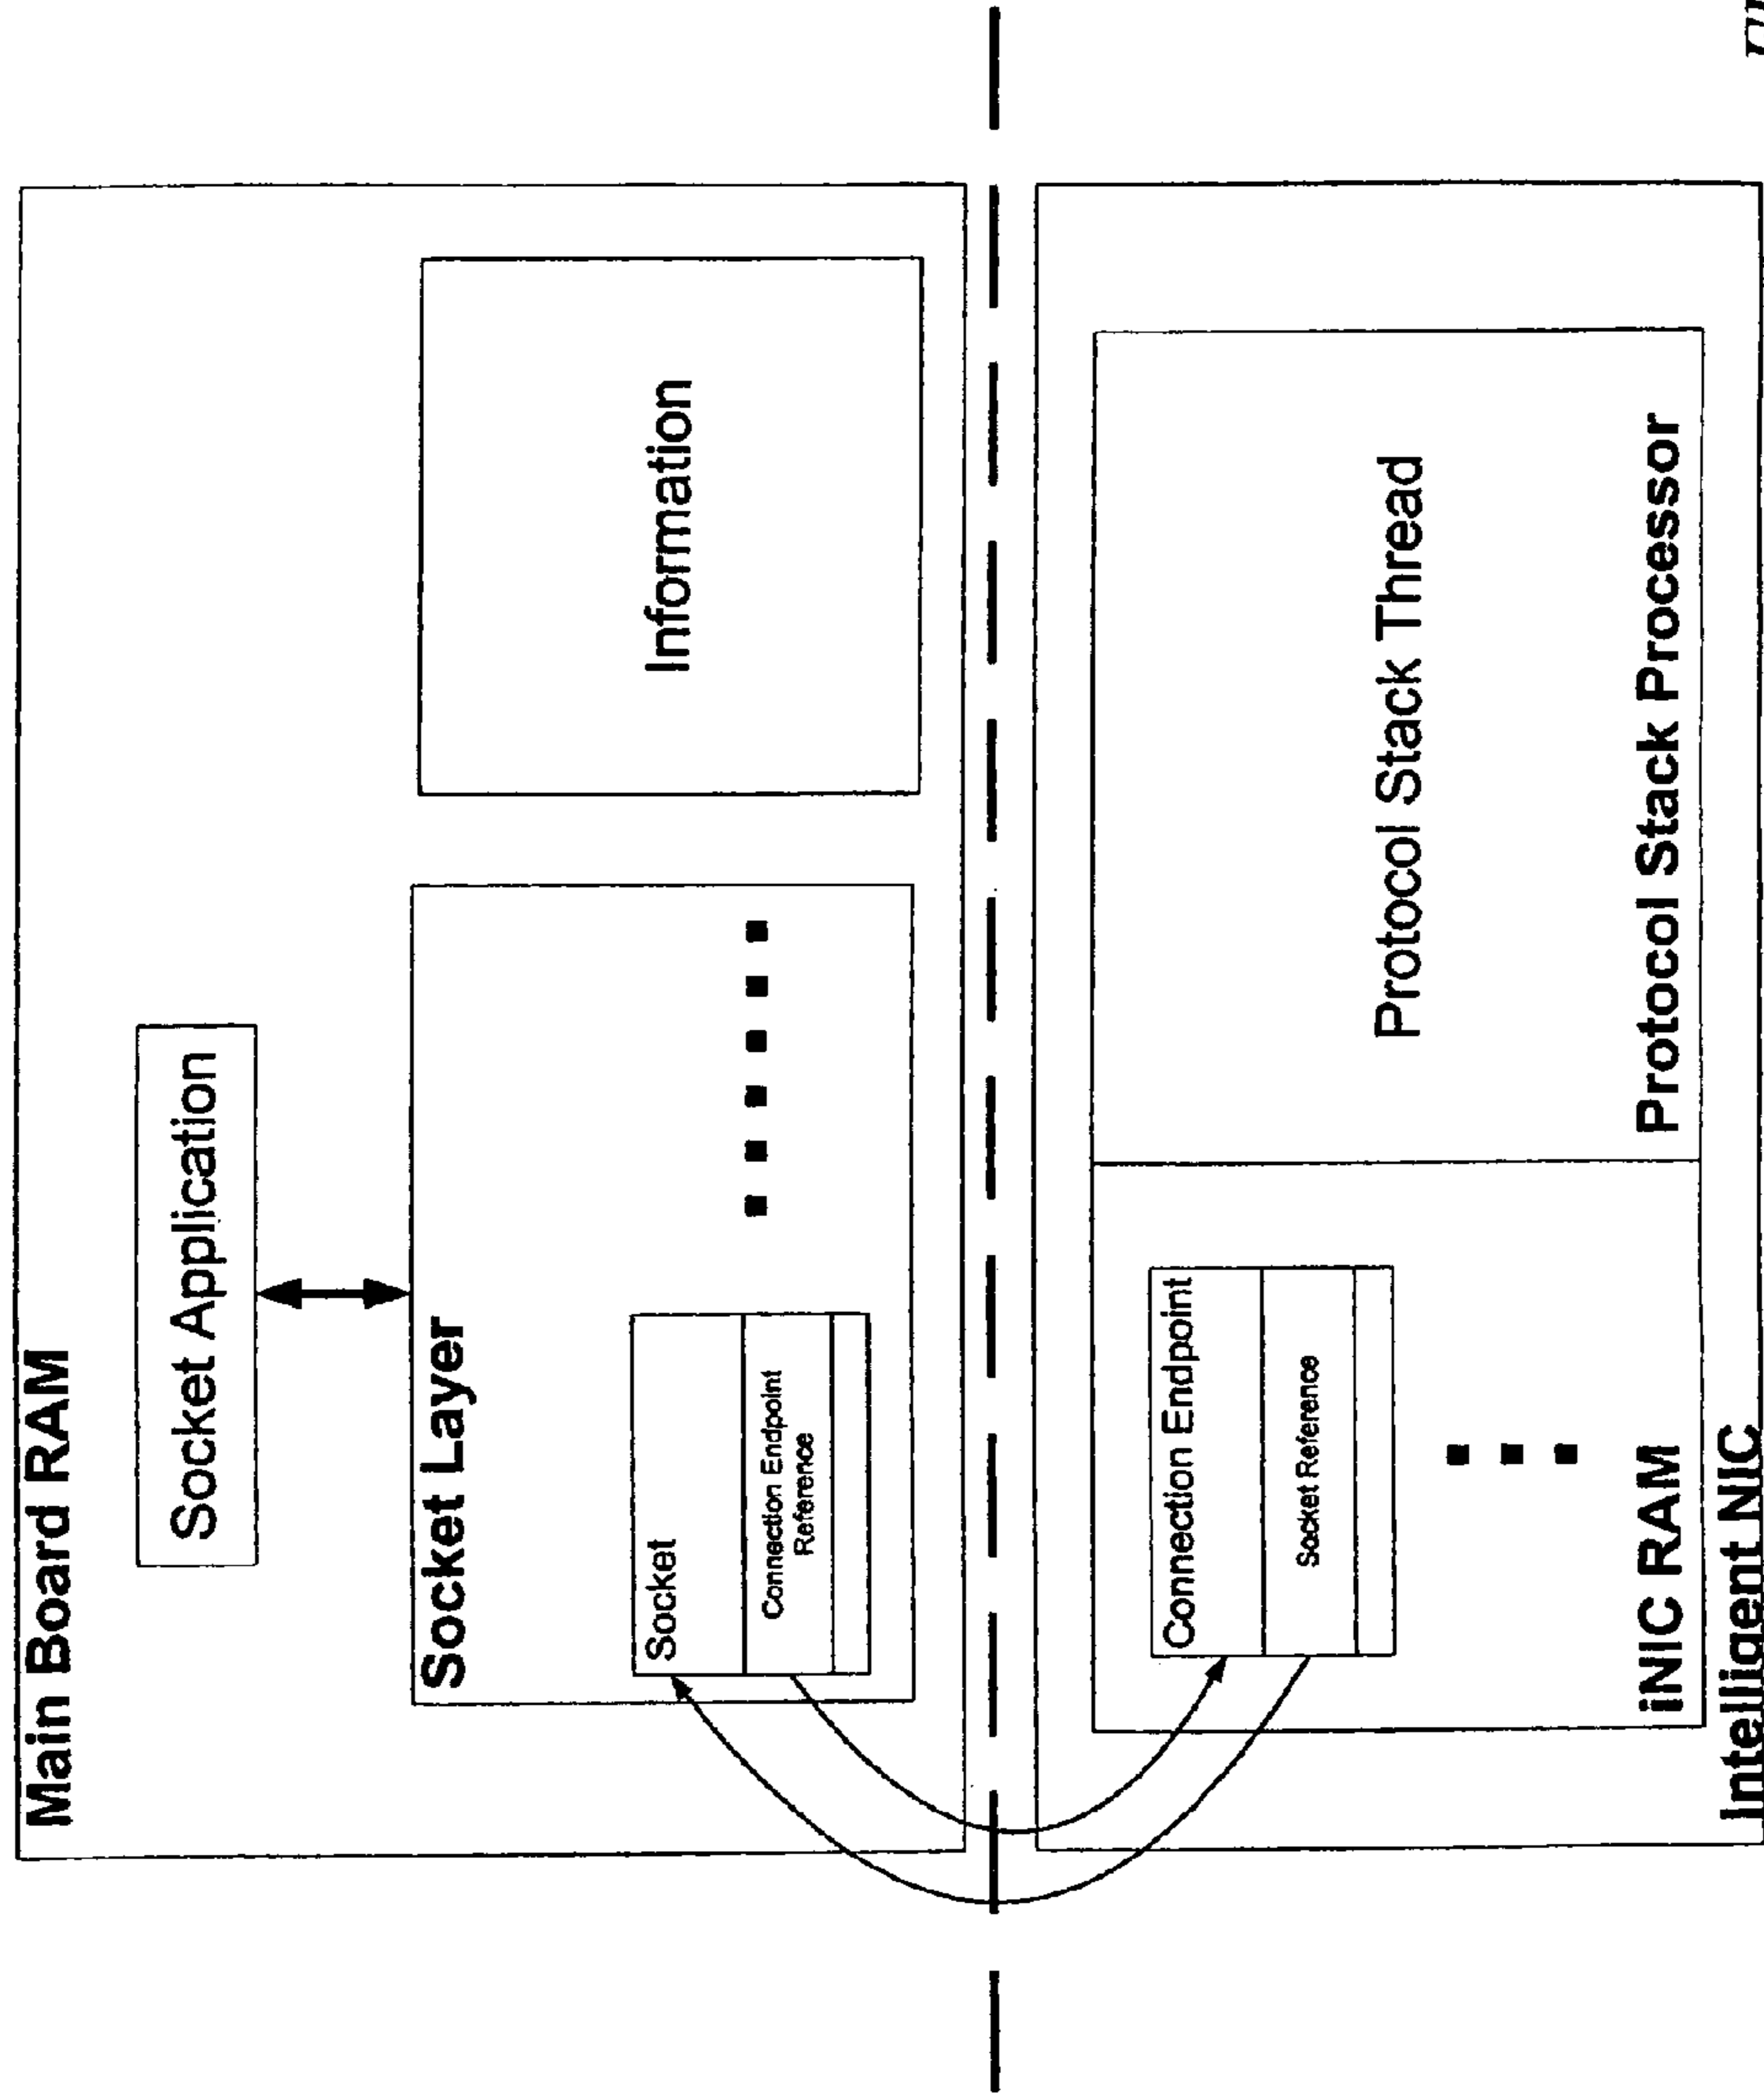 Main Board RAM
Socket Application
Socket Layer
Socket
Connection Endpoint
Reference
Information
Connection Endpoint
Socket Reference
iNIC RAM
Protocol Stack Thread
Protocol Stack Processor
Intelligent NIC